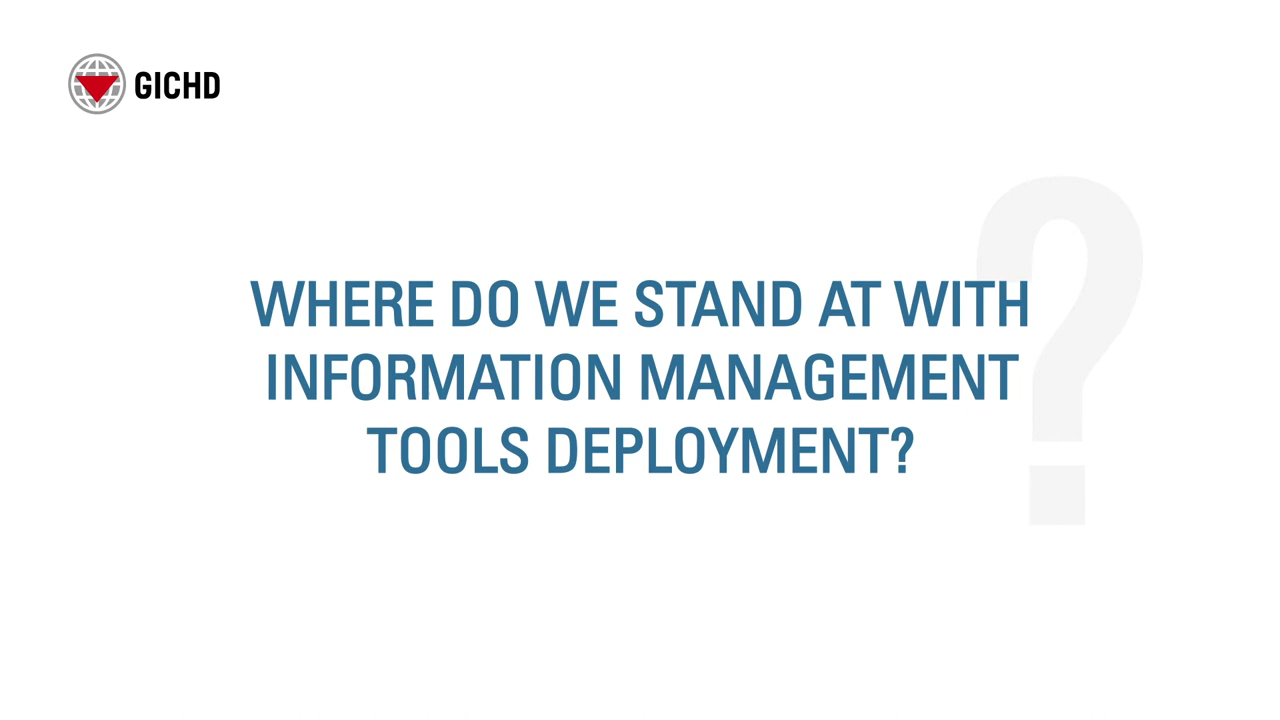 GICHD
WHERE DO WE STAND AT WITH
INFORMATION MANAGEMENT
TOOLS DEPLOYMENT?
?